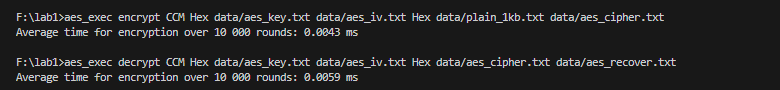 F:\lab1>aes_exec encrypt CCM Hex data/aes_key.txt data/aes_iv.txt Hex data/plain_1kb.txt data/aes_cipher.txt
Average time for encryption over 10 000 rounds: 0.0043 ms
F:\lab1>aes_exec decrypt CCM Hex data/aes_key.txt data/aes_iv.txt Hex data/aes_cipher.txt data/aes_recover.txt
Average time for encryption over 10 000 rounds: 0.0059 ms